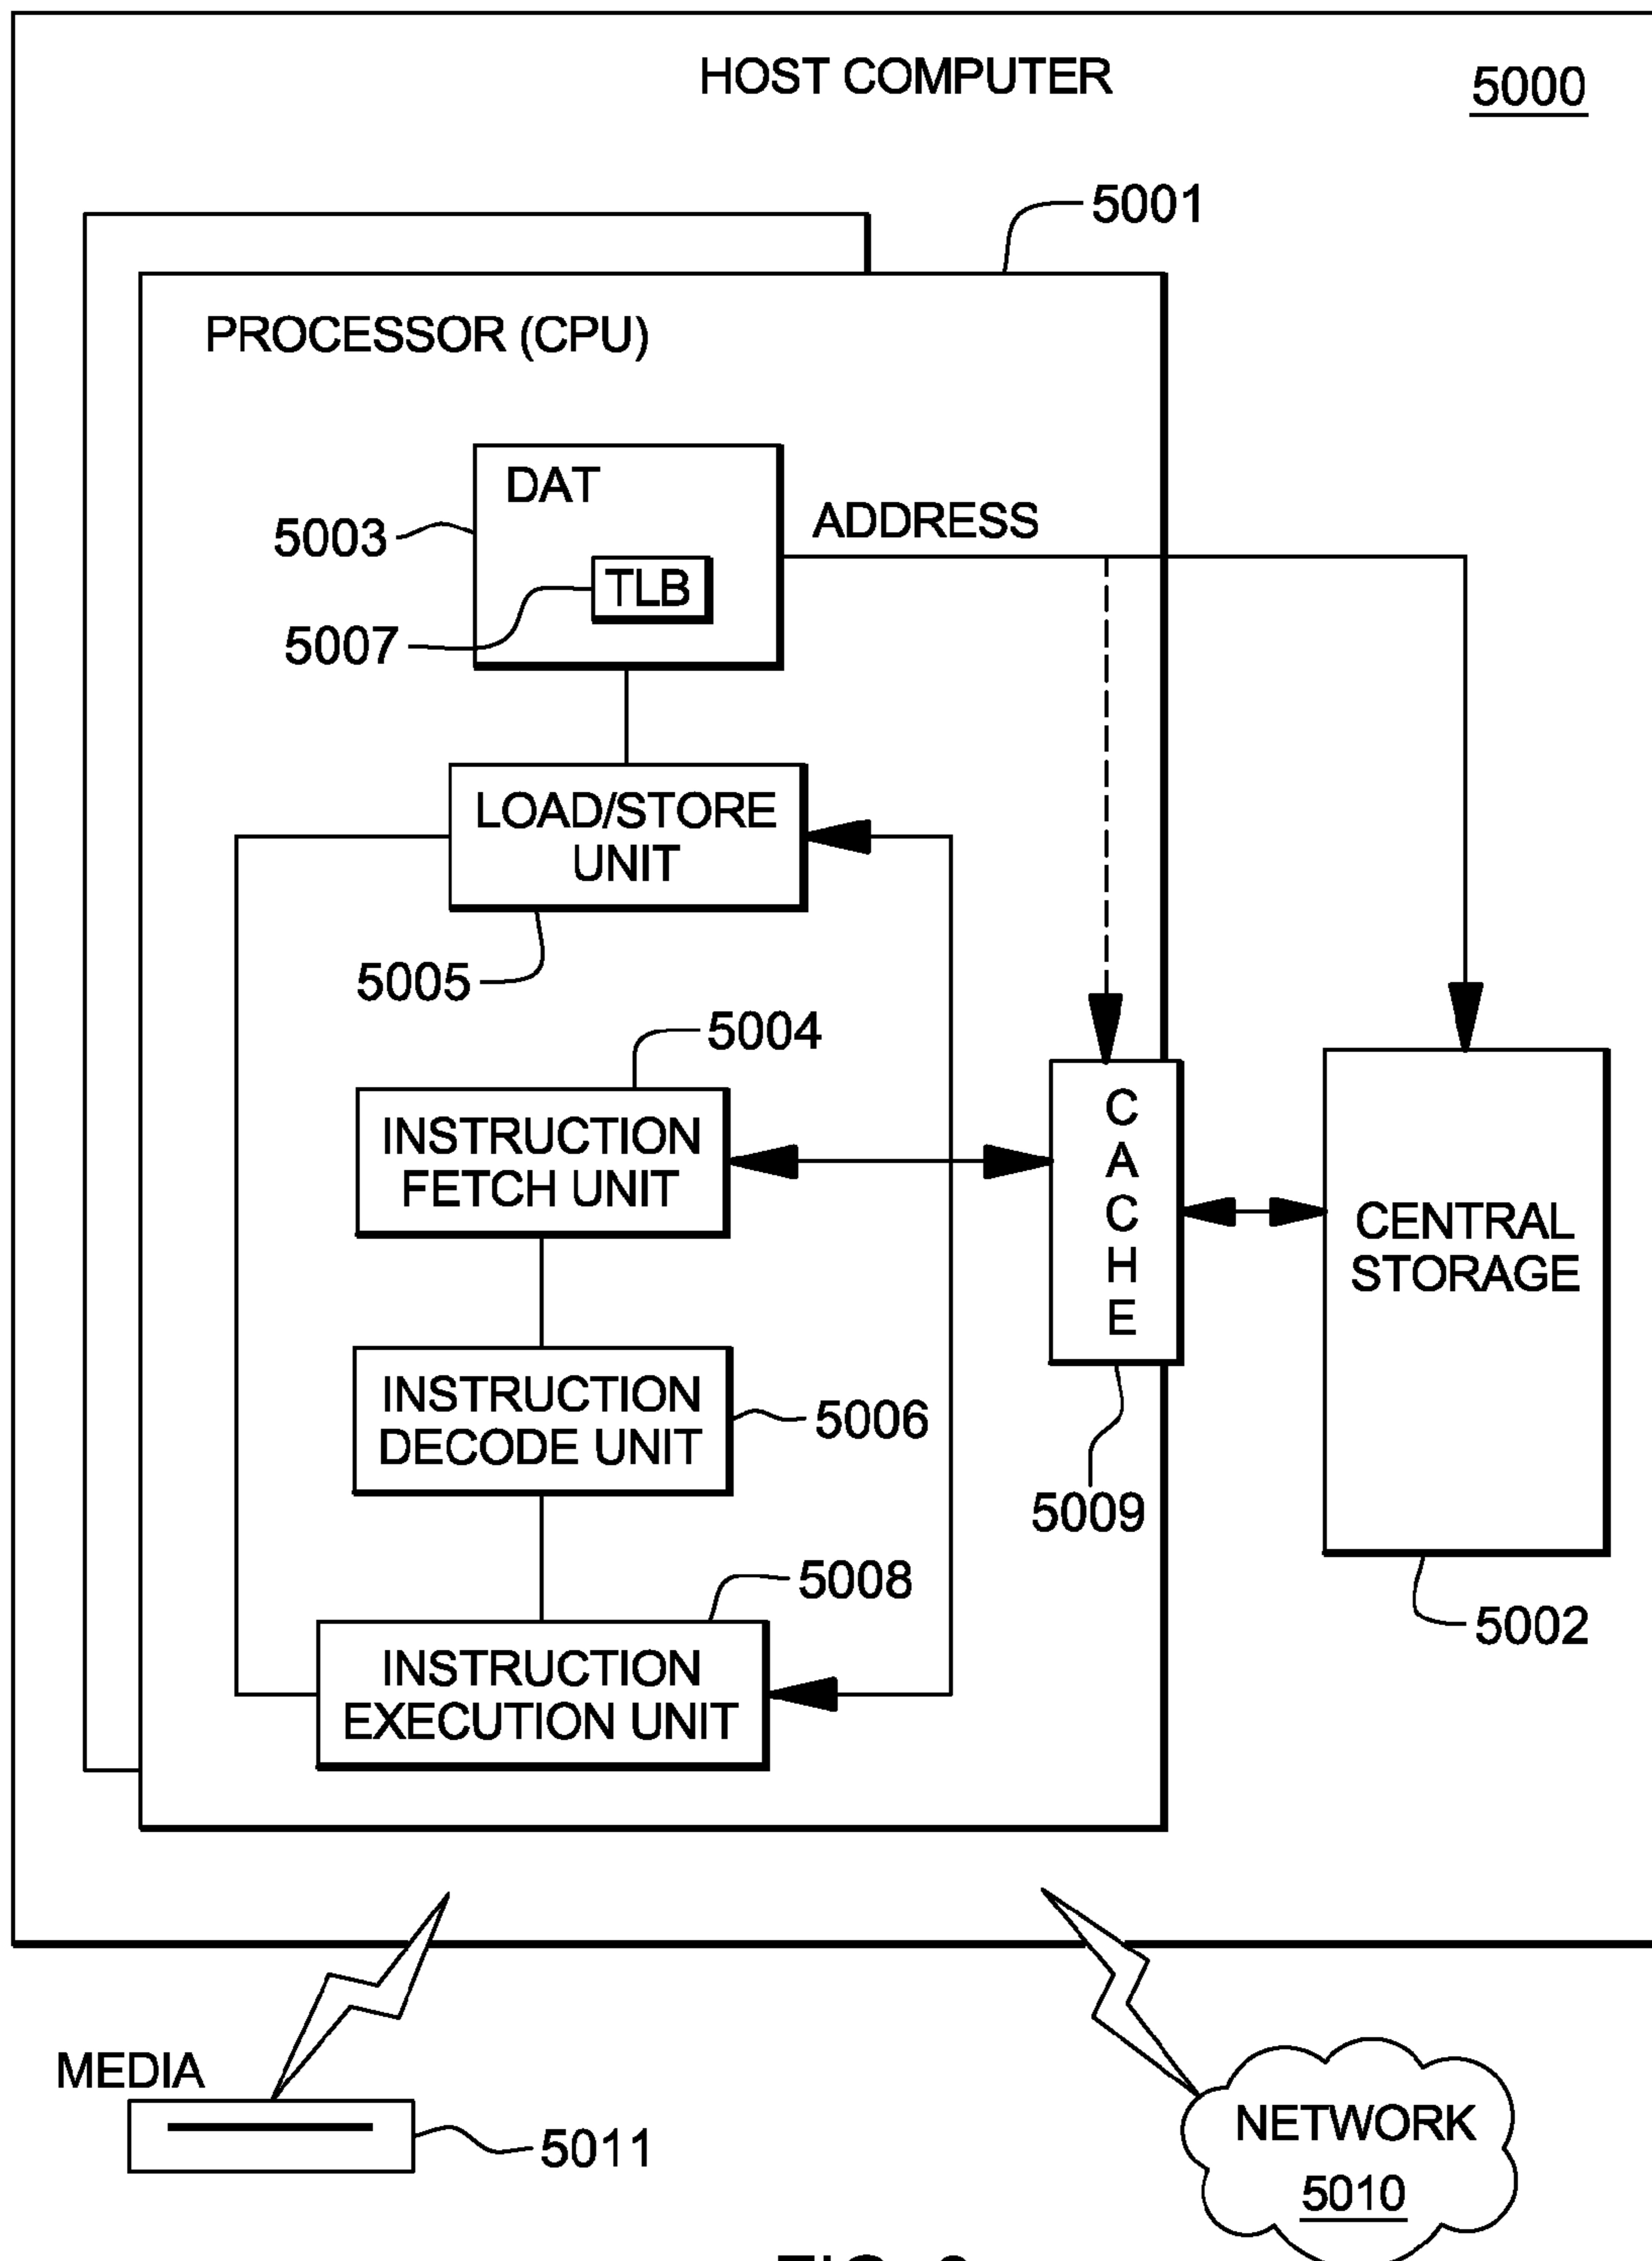 HOST COMPUTER
5000
5001
PROCESSOR (CPU)
DAT
ADDRESS
5003
TLB
5007
LOAD/STORE
UNIT
5005
5004
INSTRUCTION
FETCH UNIT
C
A
C
H
E
CENTRAL
STORAGE
INSTRUCTION
DECODE UNIT
5006
5009
5008
5002
INSTRUCTION
EXECUTION UNIT
MEDIA
5011
NETWORK
5010